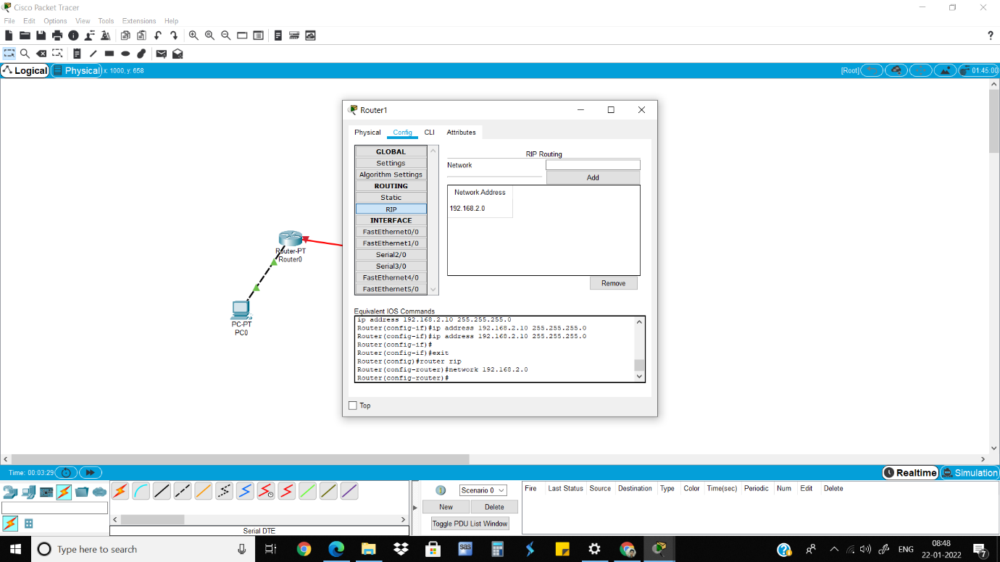 Cisco Packet Tracer
File Edit Options View Tools Extensions Help
?
Logical Physical x: 1000, y: 658 [Root] 01:45:00
Router1
Physical Config CLI Attributes
GLOBAL
Settings
Algorithm Settings
ROUTING
Static
RIP
INTERFACE
FastEthernet0/0
FastEthernet1/0
Serial2/0
Serial3/0
FastEthernet4/0
FastEthernet5/0
RIP Routing
Network
Add
Network Address
192.168.2.0
Remove
Equivalent IOS Commands
ip address 192.168.2.10 255.255.255.0
Router(config-if)#ip address 192.168.2.10 255.255.255.0
Router(config-if)#ip address 192.168.2.10 255.255.255.0
Router(config-if)#
Router(config-if)#exit
Router(config)#router rip
Router(config-router)#network 192.168.2.0
Router(config-router)#
Top
Router-PT
Router0
PC-PT
PC0
Time: 00:03:29 Realtime Simulation
Serial DTE
Scenario 0
New Delete
Toggle PDU List Window
Fire Last Status Source Destination Type Color Time(sec) Periodic Num Edit Delete
Type here to search
sas
ENG
08:48
22-01-2022
7